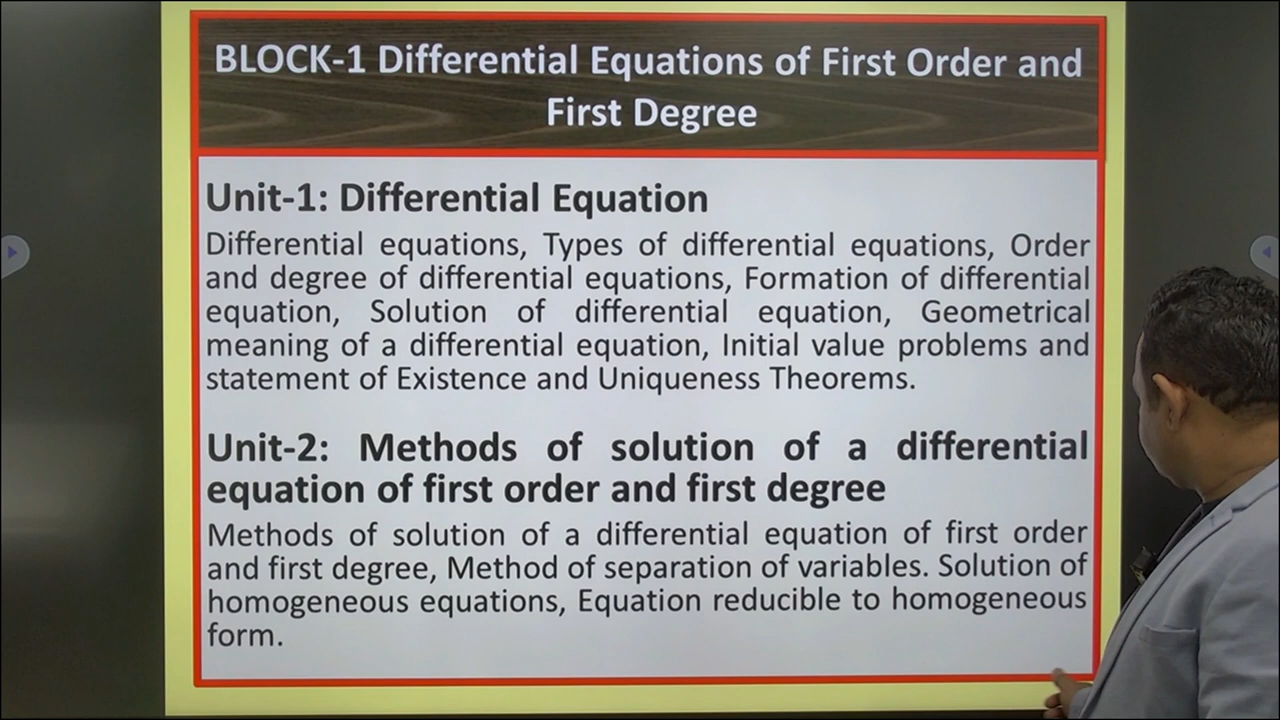 BLOCK-1 Differential Equations of First Order and
First Degree
Unit-1: Differential Equation
Differential equations, Types of differential equations, Order
and degree of differential equations, Formation of differential
equation, Solution of differential equation, Geometrical
meaning of a differential equation, Initial value problems and
statement of Existence and Uniqueness Theorems.
Unit-2: Methods of solution of a differential
equation of first order and first degree
Methods of solution of a differential equation of first order
and first degree, Method of separation of variables. Solution of
homogeneous equations, Equation reducible to homogeneous
form.